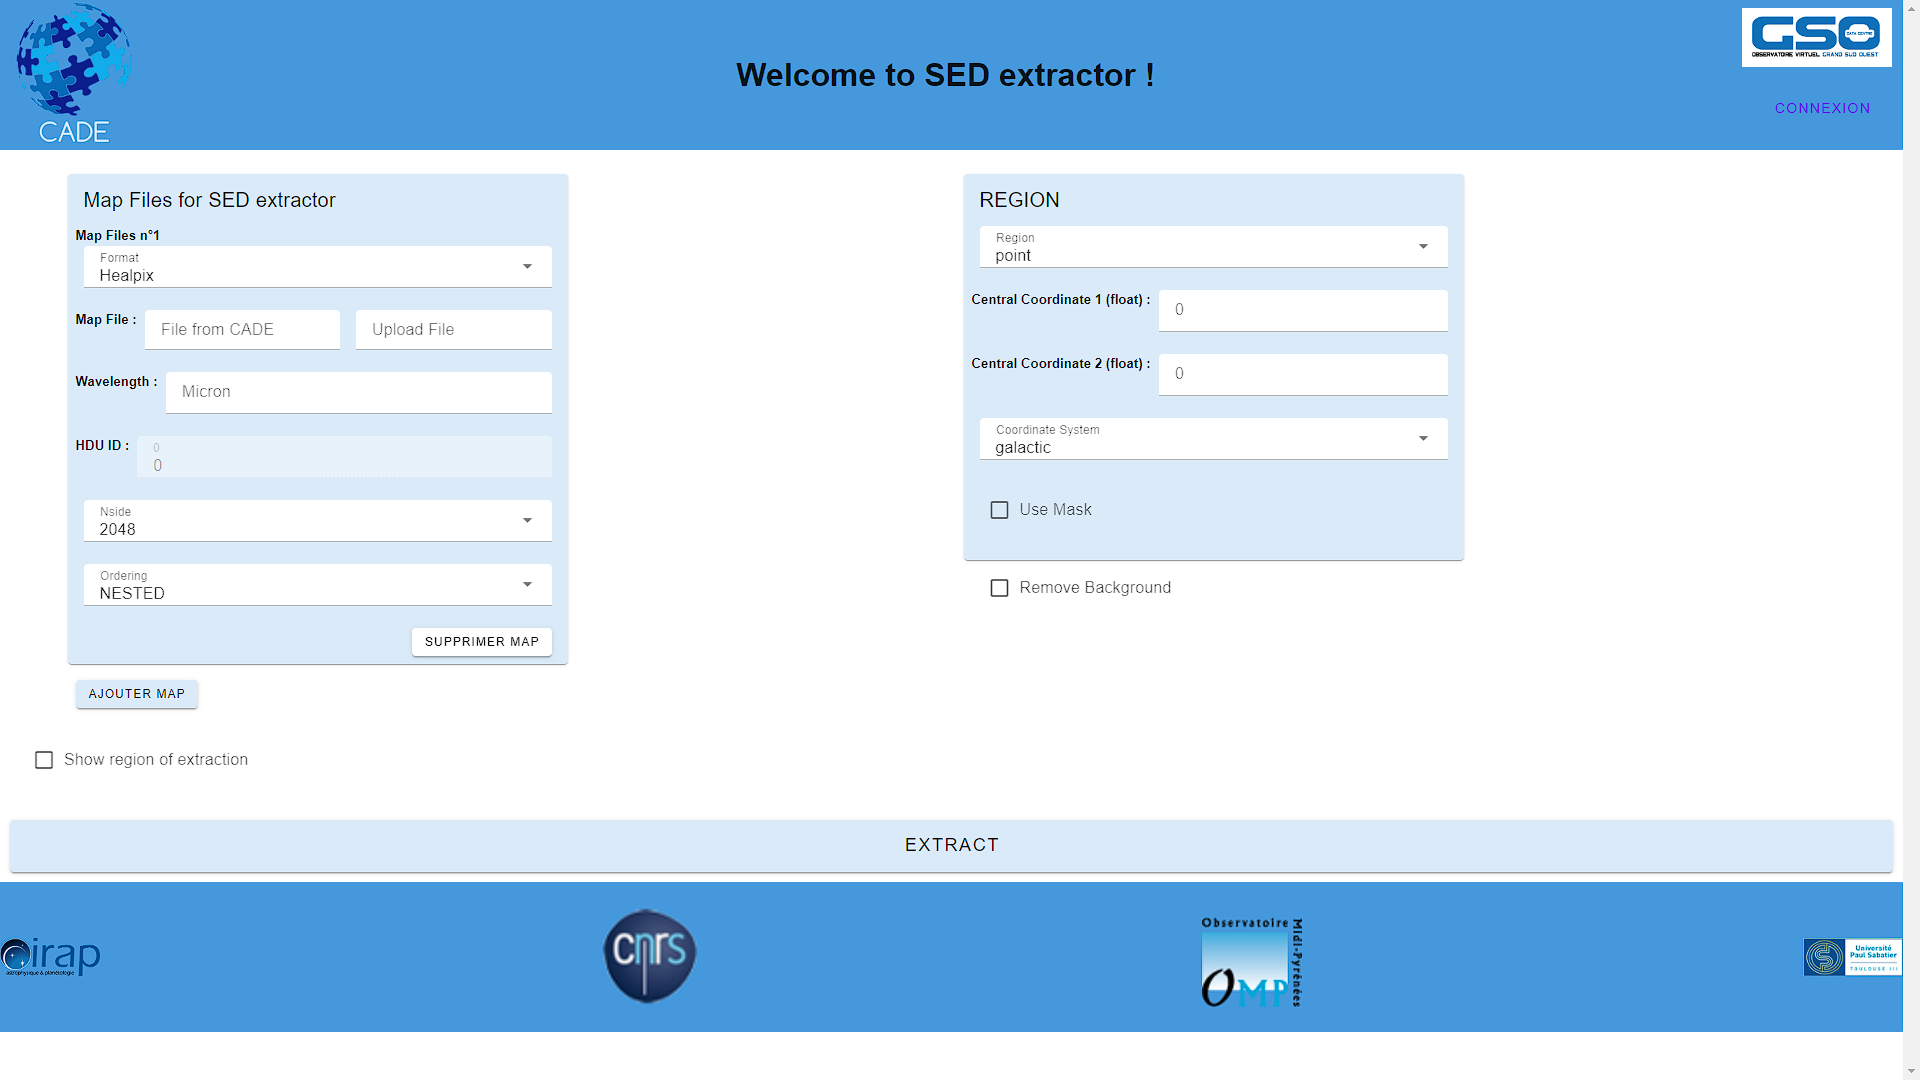 CADE
Welcome to SED extractor !
GSO
DATA CENTRE
OBSERVATOIRE VIRTUEL GRAND SUD OUEST
CONNEXION
Map Files for SED extractor
Map Files n°1
Format
Healpix
Map File :
File from CADE
Upload File
Wavelength :
Micron
HDU ID :
0
0
Nside
2048
Ordering
NESTED
SUPPRIMER MAP
AJOUTER MAP
REGION
Region
point
Central Coordinate 1 (float) :
0
Central Coordinate 2 (float) :
0
Coordinate System
galactic
Use Mask
Remove Background
Show region of extraction
EXTRACT
irap
astrophysique & planétologie
cnrs
Observatoire
Midi-Pyrénées
OMP
Université
Paul Sabatier
TOULOUSE III